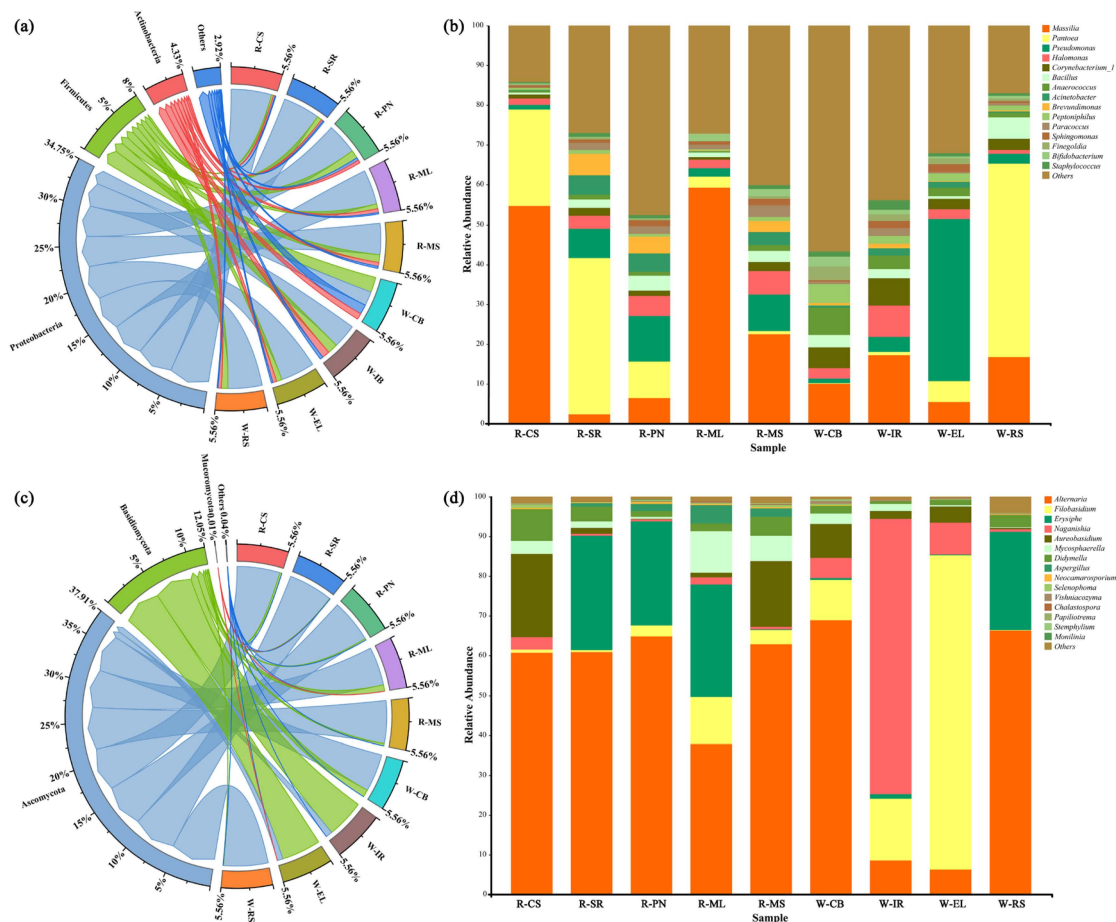 (a)
Others
2.92%
Actinobacteria
4.33%
Firmicutes
8%
5%
34.75%
30%
25%
20%
Proteobacteria
15%
10%
5%
R-CS
5.56%
R-SR
5.56%
R-PN
5.56%
R-ML
5.56%
R-MS
5.56%
W-CB
5.56%
W-IB
5.56%
W-EL
5.56%
W-RS
5.56%
(b)
Relative Abundance
100
90
80
70
60
50
40
30
20
10
0
R-CS R-SR R-PN R-ML R-MS W-CB W-IR W-EL W-RS
Sample
Massilia
Pantoea
Pseudomonas
Halomonas
Corynebacterium_1
Bacillus
Anaerococcus
Acinetobacter
Brevundimonas
Peptoniphilus
Paracoccus
Sphingomonas
Finegoldia
Bifidobacterium
Staphylococcus
Others
(c)
Others
0.04%
Mucoromycota
0.01%
12.05%
10%
Basidiomycota
5%
37.91%
35%
30%
25%
20%
Ascomycota
15%
10%
5%
R-CS
5.56%
R-SR
5.56%
R-PN
5.56%
R-ML
5.56%
R-MS
5.56%
W-CB
5.56%
W-IR
5.56%
W-EL
5.56%
W-RS
5.56%
(d)
Relative Abundance
100
90
80
70
60
50
40
30
20
10
0
R-CS R-SR R-PN R-ML R-MS W-CB W-IR W-EL W-RS
Sample
Alternaria
Filobasidium
Erysiphe
Naganishia
Aureobasidium
Mycosphaerella
Didymella
Aspergillus
Neocamarosporium
Selenophoma
Vishniacozyma
Chalastospora
Papiliotrema
Stemphylium
Monilinia
Others